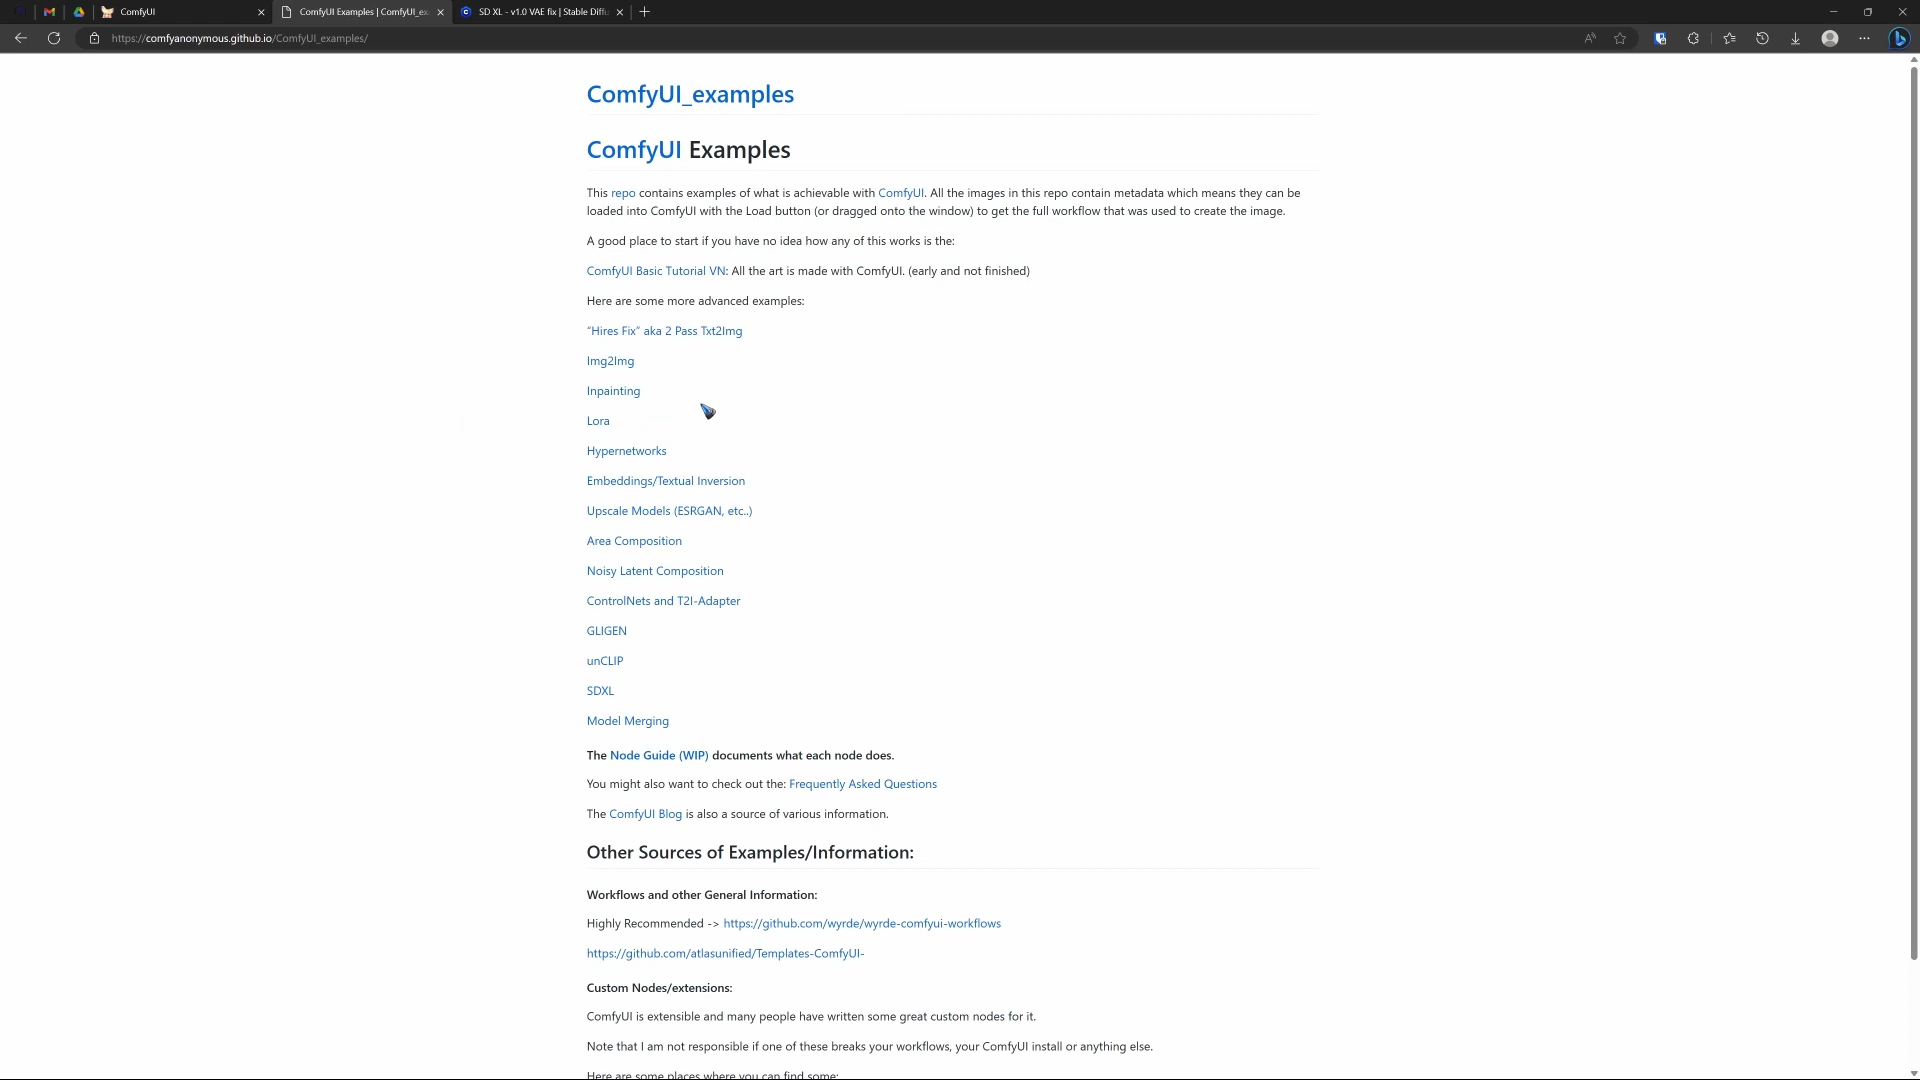 ComfyUI
ComfyUI Examples | ComfyUI_ex
SD XL - v1.0 VAE fix | Stable Diffu
https://comfyanonymous.github.io/ComfyUI_examples/
ComfyUI_examples
ComfyUI Examples
This repo contains examples of what is achievable with ComfyUI. All the images in this repo contain metadata which means they can be
loaded into ComfyUI with the Load button (or dragged onto the window) to get the full workflow that was used to create the image.
A good place to start if you have no idea how any of this works is the:
ComfyUI Basic Tutorial VN: All the art is made with ComfyUI. (early and not finished)
Here are some more advanced examples:
“Hires Fix” aka 2 Pass Txt2Img
Img2Img
Inpainting
Lora
Hypernetworks
Embeddings/Textual Inversion
Upscale Models (ESRGAN, etc..)
Area Composition
Noisy Latent Composition
ControlNets and T2I-Adapter
GLIGEN
unCLIP
SDXL
Model Merging
The Node Guide (WIP) documents what each node does.
You might also want to check out the: Frequently Asked Questions
The ComfyUI Blog is also a source of various information.
Other Sources of Examples/Information:
Workflows and other General Information:
Highly Recommended -> https://github.com/wyrde/wyrde-comfyui-workflows
https://github.com/atlasunified/Templates-ComfyUI-
Custom Nodes/extensions:
ComfyUI is extensible and many people have written some great custom nodes for it.
Note that I am not responsible if one of these breaks your workflows, your ComfyUI install or anything else.
Here are some places where you can find some: